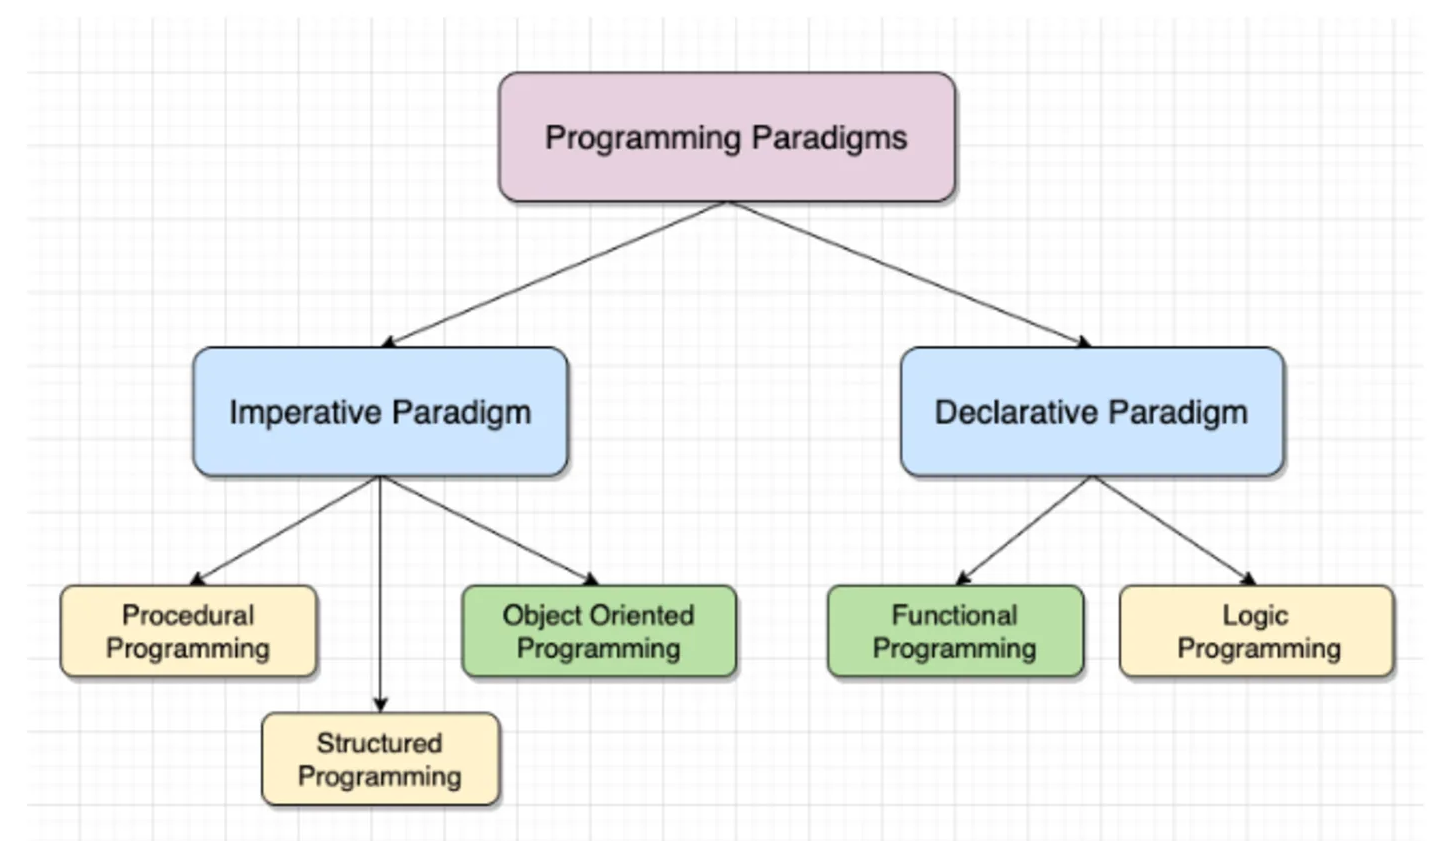 Programming Paradigms
Imperative Paradigm
Declarative Paradigm
Procedural
Programming
Object Oriented
Programming
Functional
Programming
Logic
Programming
Structured
Programming